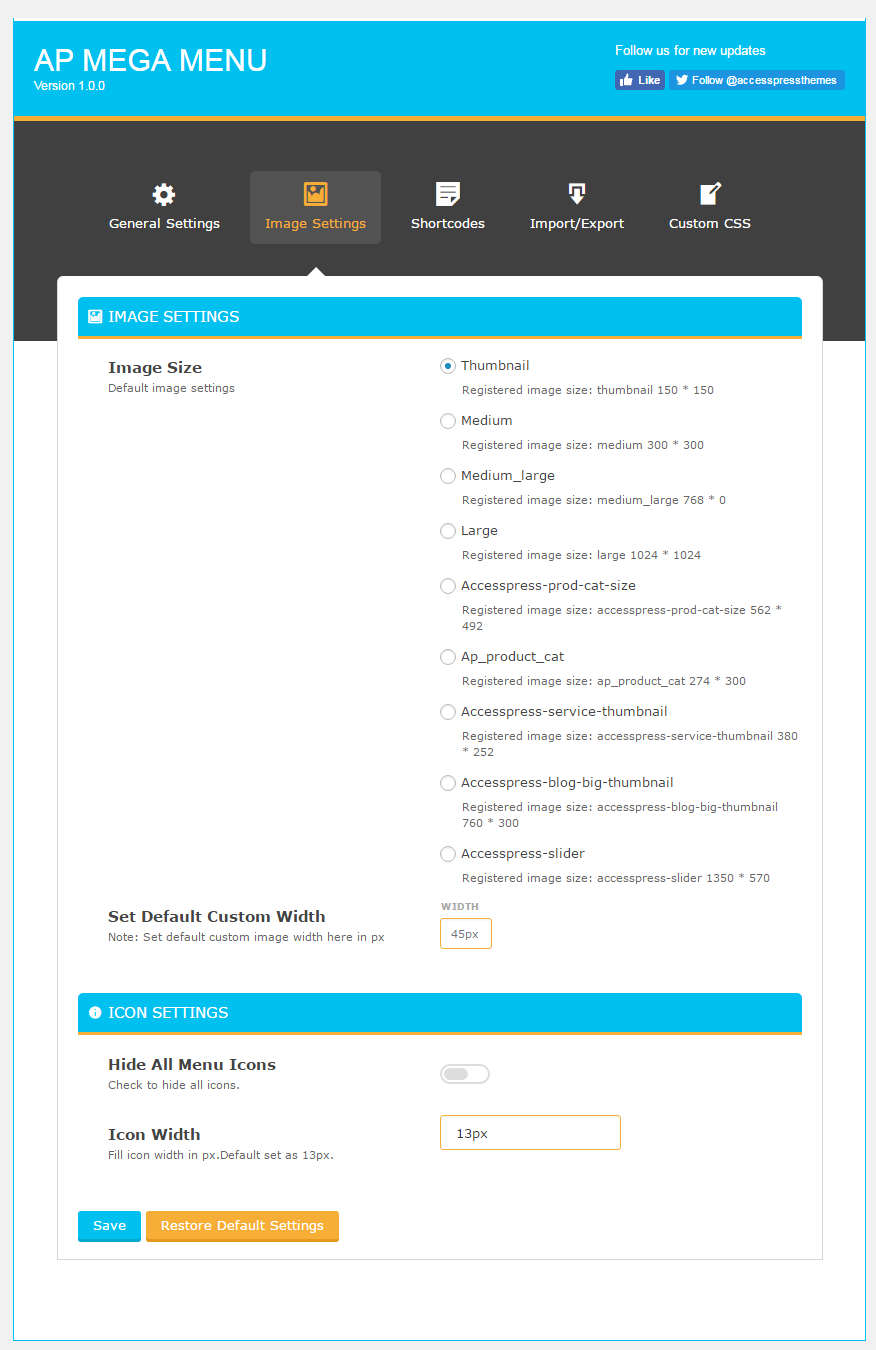 AP MEGA MENU
Version 1.0.0
Follow us for new updates
Like
Follow @accesspressthemes
General Settings
Image Settings
Shortcodes
Import/Export
Custom CSS
IMAGE SETTINGS
Image Size
Default image settings
Thumbnail
Registered image size: thumbnail 150 * 150
Medium
Registered image size: medium 300 * 300
Medium_large
Registered image size: medium_large 768 * 0
Large
Registered image size: large 1024 * 1024
Accesspress-prod-cat-size
Registered image size: accesspress-prod-cat-size 562 *
492
Ap_product_cat
Registered image size: ap_product_cat 274 * 300
Accesspress-service-thumbnail
Registered image size: accesspress-service-thumbnail 380
* 252
Accesspress-blog-big-thumbnail
Registered image size: accesspress-blog-big-thumbnail
760 * 300
Accesspress-slider
Registered image size: accesspress-slider 1350 * 570
Set Default Custom Width
Note: Set default custom image width here in px
WIDTH
45px
ICON SETTINGS
Hide All Menu Icons
Check to hide all icons.
Icon Width
Fill icon width in px.Default set as 13px.
13px
Save
Restore Default Settings